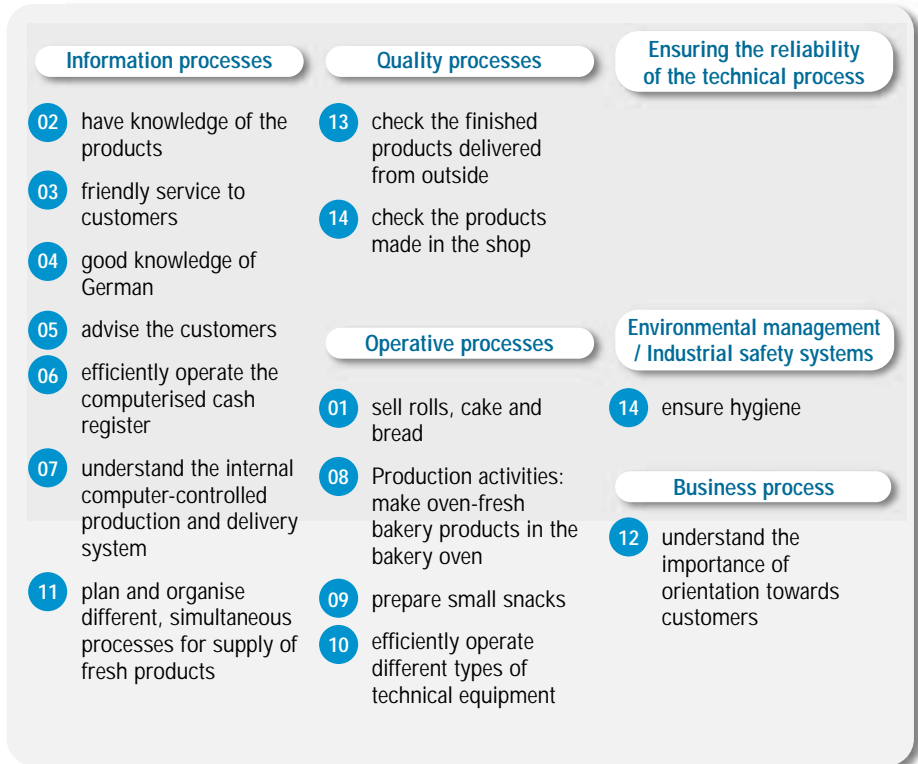 Information processes
02 have knowledge of the
products
03 friendly service to
customers
04 good knowledge of
German
05 advise the customers
06 efficiently operate the
computerised cash
register
07 understand the internal
computer-controlled
production and delivery
system
11 plan and organise
different, simultaneous
processes for supply of
fresh products
Quality processes
13 check the finished
products delivered
from outside
14 check the products
made in the shop
Operative processes
01 sell rolls, cake and
bread
08 Production activities:
make oven-fresh
bakery products in the
bakery oven
09 prepare small snacks
10 efficiently operate
different types of
technical equipment
Ensuring the reliability
of the technical process
Environmental management
/ Industrial safety systems
14 ensure hygiene
Business process
12 understand the
importance of
orientation towards
customers